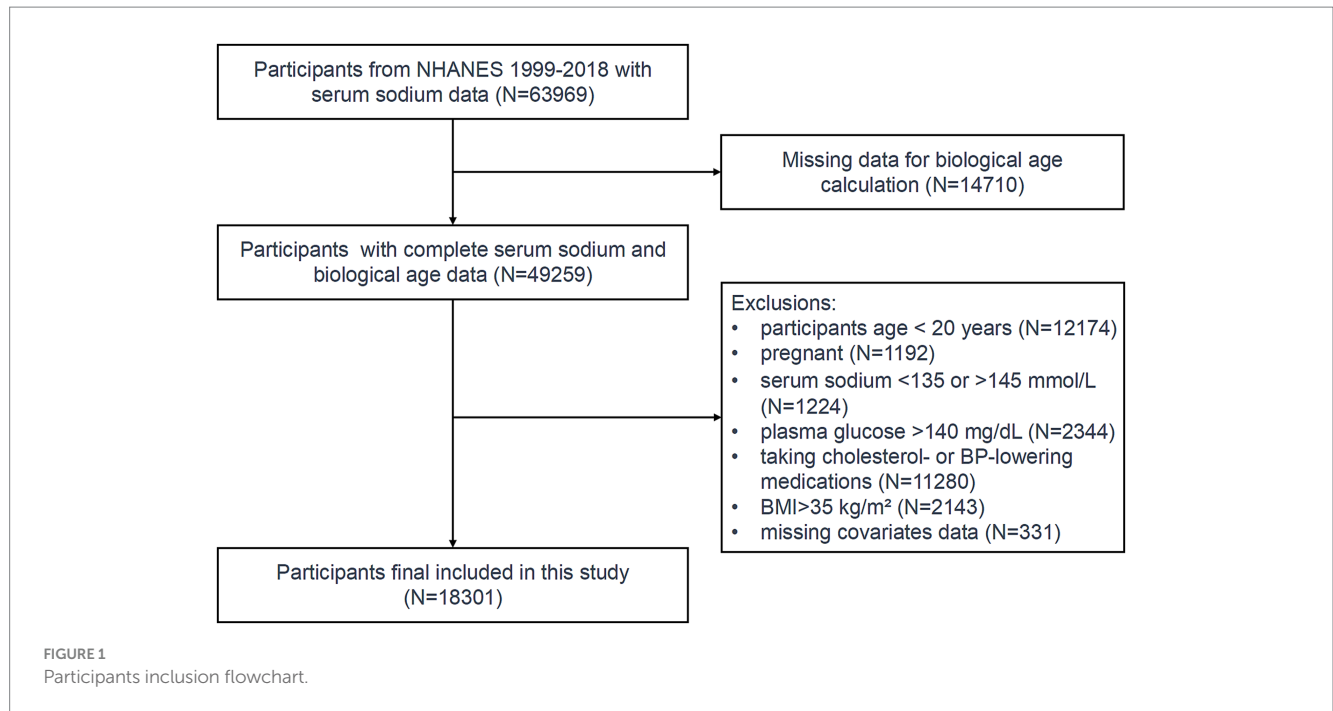 Participants from NHANES 1999-2018 with
serum sodium data (N=63969)
Missing data for biological age
calculation (N=14710)
Participants with complete serum sodium and
biological age data (N=49259)
Exclusions:
• participants age < 20 years (N=12174)
• pregnant (N=1192)
• serum sodium <135 or >145 mmol/L
(N=1224)
• plasma glucose >140 mg/dL (N=2344)
• taking cholesterol- or BP-lowering
medications (N=11280)
• BMI>35 kg/m² (N=2143)
• missing covariates data (N=331)
Participants final included in this study
(N=18301)
FIGURE 1
Participants inclusion flowchart.